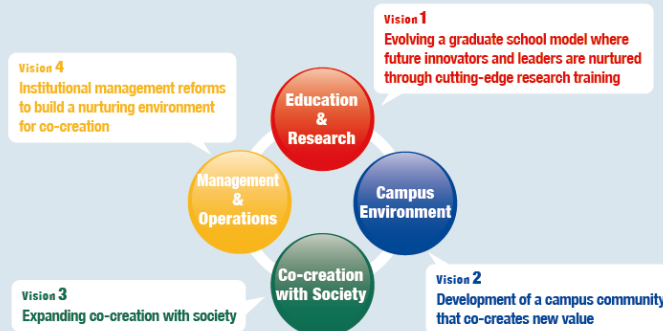 Vision 1
Evolving a graduate school model where
future innovators and leaders are nurtured
through cutting-edge research training
Vision 4
Institutional management reforms
to build a nurturing environment
for co-creation
Education
&
Research
Management
&
Operations
Campus
Environment
Co-creation
with Society
Vision 3
Expanding co-creation with society
Vision 2
Development of a campus community
that co-creates new value